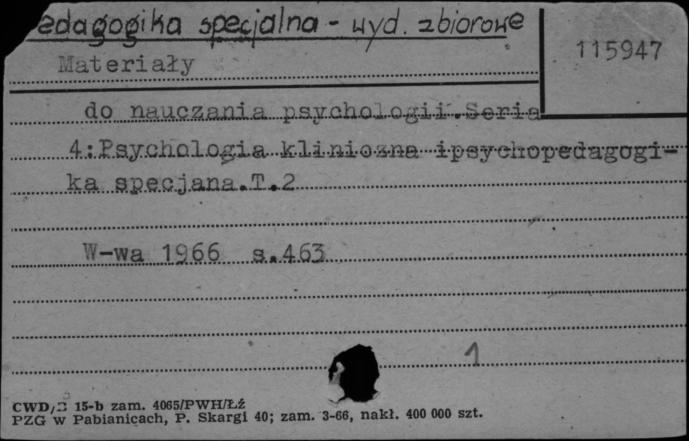 edagogika specjalna - wyd. zbiorowe
115947
Materiały
do nauczania psychologii.Seria
4:Psychologia kliniczna ipsychopedagogi-
ka specjana.T.2
W-wa 1966 s.463
1
CWD/ 15-b zam. 4065/PWH/Łź
PZG w Pabianicach, P. Skargi 40; zam. 3-66, nakł. 400 000 szt.